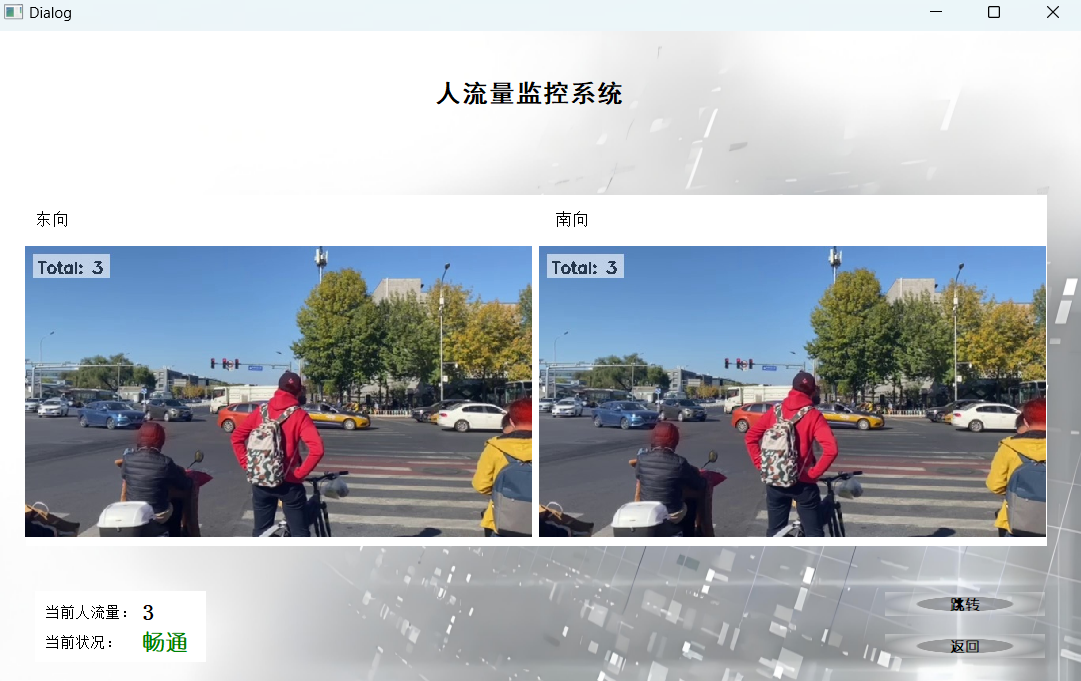 Dialog
人流量监控系统
东向
南向
Total: 3
Total: 3
当前人流量： 3
当前状况： 畅通
跳转
返回